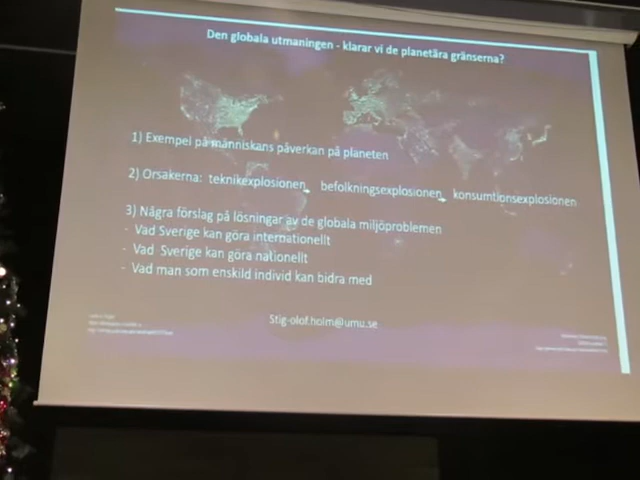 Den globala utmaningen - klarar vi de planetära gränserna?
1) Exempel på människans påverkan på planeten
2) Orsakerna: teknikexplosionen, befolkningsexplosionen, konsumtionsexplosionen
3) Några förslag på lösningar av de globala miljöproblemen
- Vad Sverige kan göra internationellt
- Vad Sverige kan göra nationellt
- Vad man som enskild individ kan bidra med
Stig-olof.holm@umu.se